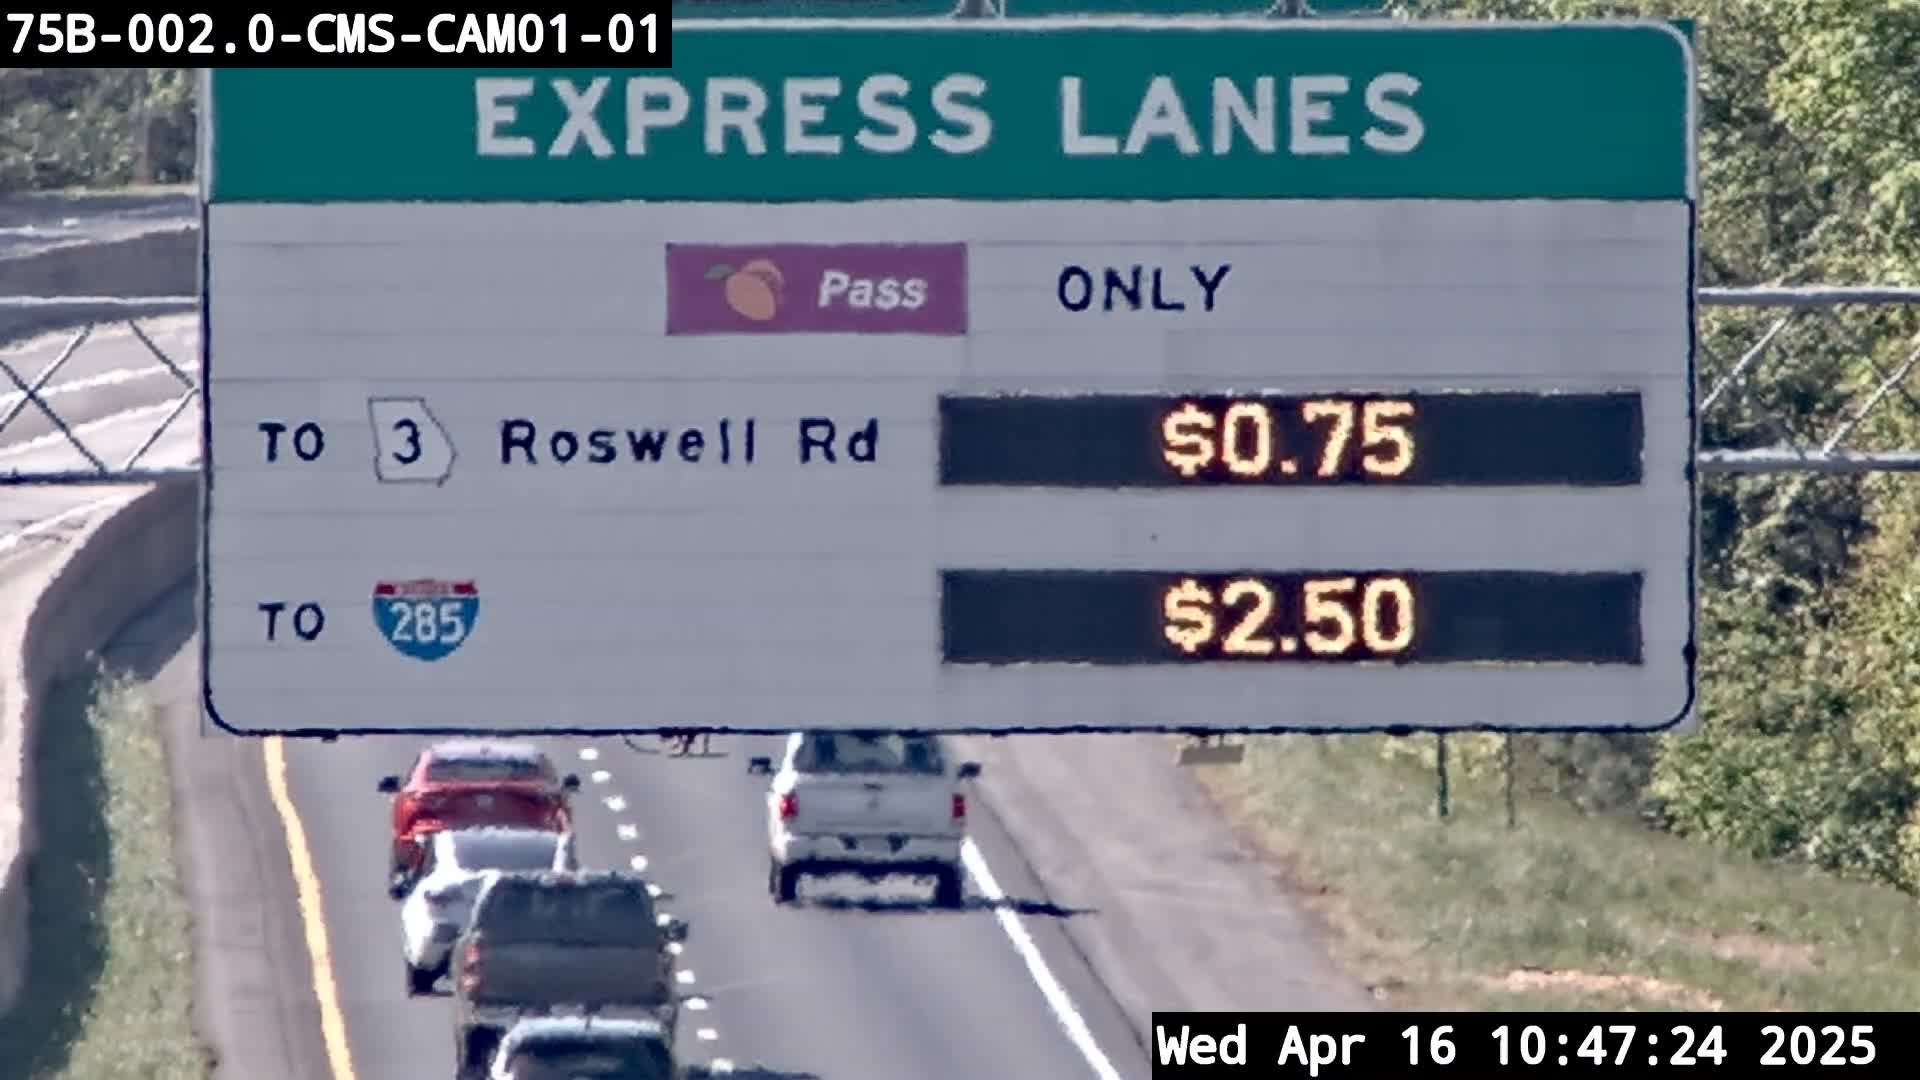 75B-002.0-CMS-CAM01-01
EXPRESS LANES
Pass ONLY
TO 3 Roswell Rd $0.75
TO 285 $2.50
Wed Apr 16 10:47:24 2025